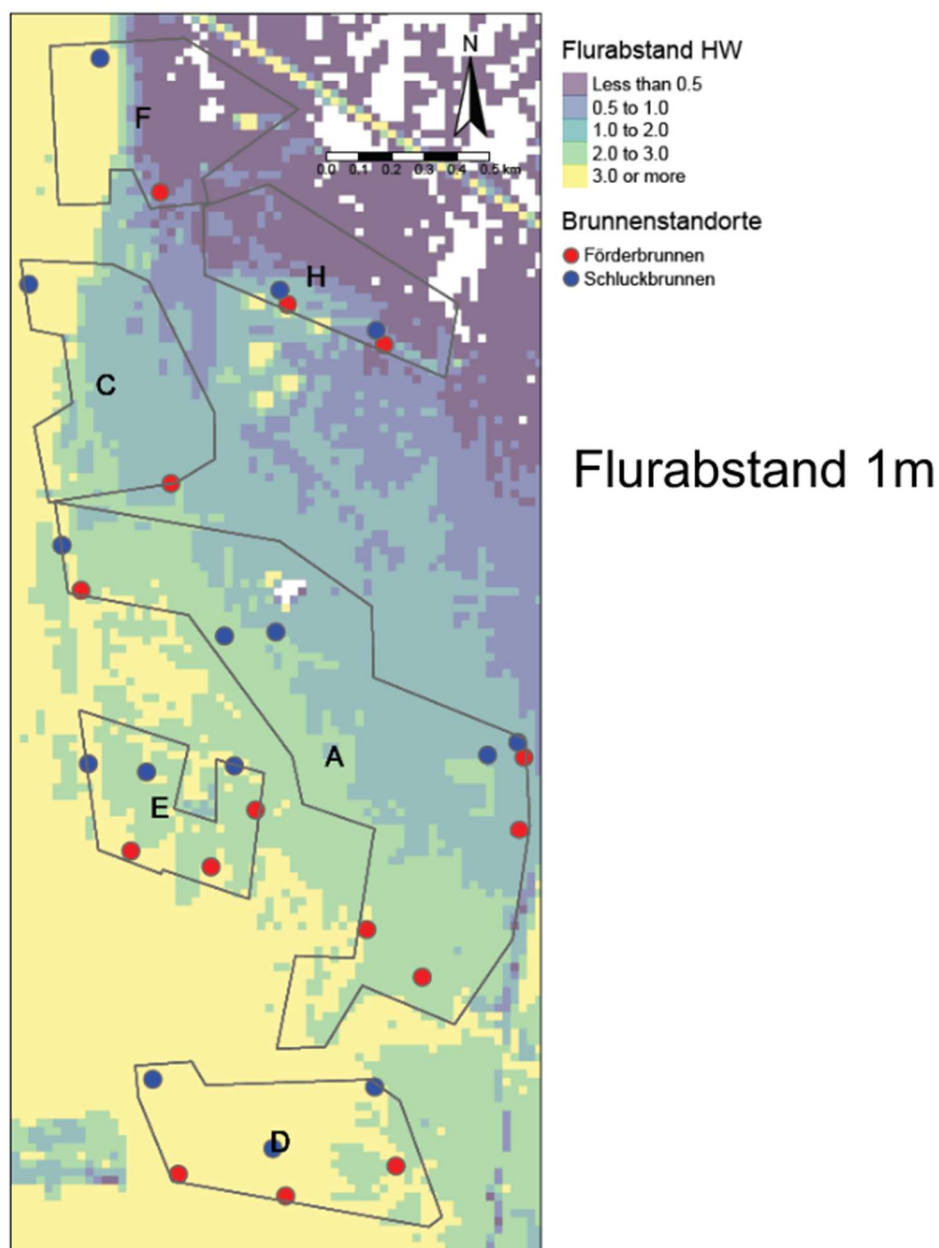 N
0.0 0.1 0.2 0.3 0.4 0.5 km
F
H
C
A
E
D
Flurabstand HW
Less than 0.5
0.5 to 1.0
1.0 to 2.0
2.0 to 3.0
3.0 or more
Brunnenstandorte
Förderbrunnen
Schluckbrunnen
Flurabstand 1m